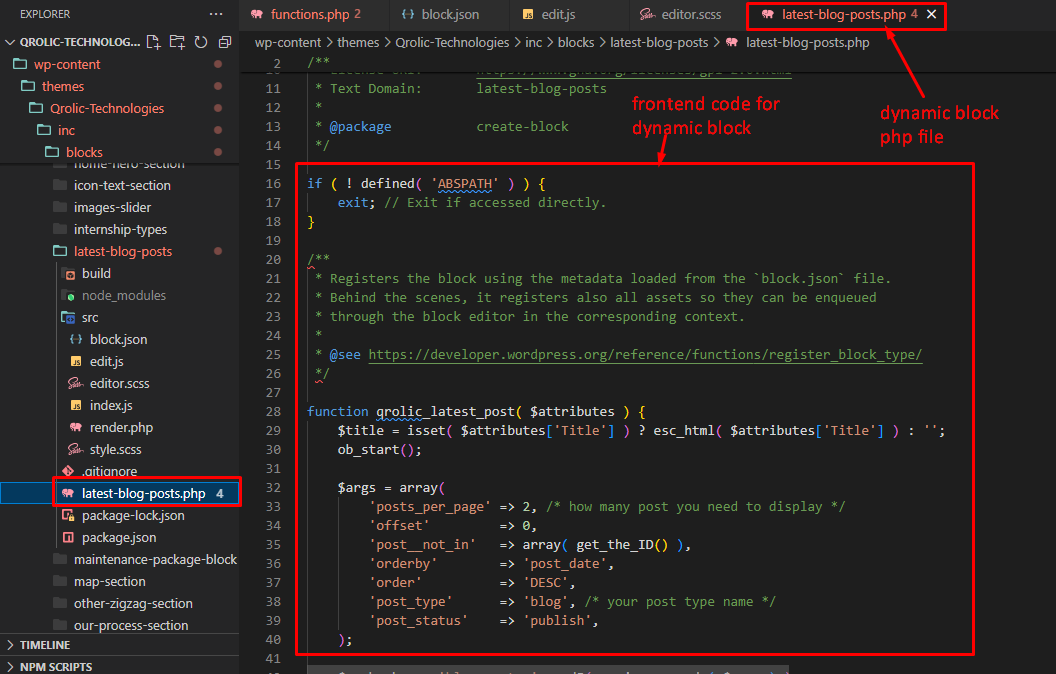 EXPLORER
···
QROLIC-TECHNOLOG...
wp-content
themes
Qrolic-Technologies
inc
blocks
home-hero-section
icon-text-section
images-slider
internship-types
latest-blog-posts
build
node_modules
src
block.json
edit.js
editor.scss
index.js
render.php
style.scss
.gitignore
latest-blog-posts.php 4
package-lock.json
package.json
maintenance-package-block
map-section
other-zigzag-section
our-process-section
TIMELINE
NPM SCRIPTS
functions.php 2
block.json
edit.js
editor.scss
latest-blog-posts.php 4
wp-content > themes > Qrolic-Technologies > inc > blocks > latest-blog-posts > latest-blog-posts.php
2 /**
11 * Text Domain: latest-blog-posts
12 *
13 * @package create-block
14 */
15
16 if ( ! defined( 'ABSPATH' ) ) {
17 exit; // Exit if accessed directly.
18 }
19
20 /**
21 * Registers the block using the metadata loaded from the `block.json` file.
22 * Behind the scenes, it registers also all assets so they can be enqueued
23 * through the block editor in the corresponding context.
24 *
25 * @see https://developer.wordpress.org/reference/functions/register_block_type/
26 */
27
28 function qrolic_latest_post( $attributes ) {
29 $title = isset( $attributes['Title'] ) ? esc_html( $attributes['Title'] ) : '';
30 ob_start();
31
32 $args = array(
33 'posts_per_page' => 2, /* how many post you need to display */
34 'offset' => 0,
35 'post__not_in' => array( get_the_ID() ),
36 'orderby' => 'post_date',
37 'order' => 'DESC',
38 'post_type' => 'blog', /* your post type name */
39 'post_status' => 'publish',
40 );
41
frontend code for
dynamic block
dynamic block
php file